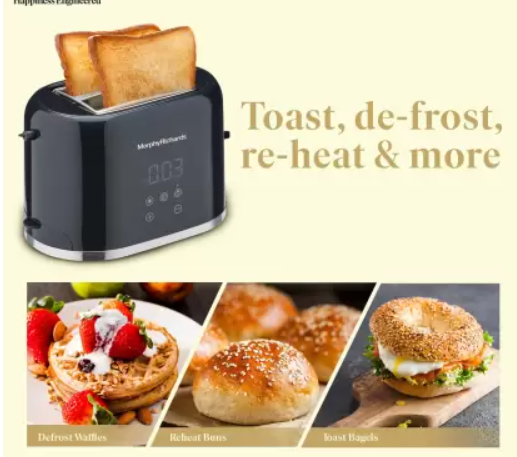 Happiness Engineered
Toast, de-frost,
re-heat & more
MorphyRichards
003
Defrost Waffles
Reheat Buns
Toast Bagels